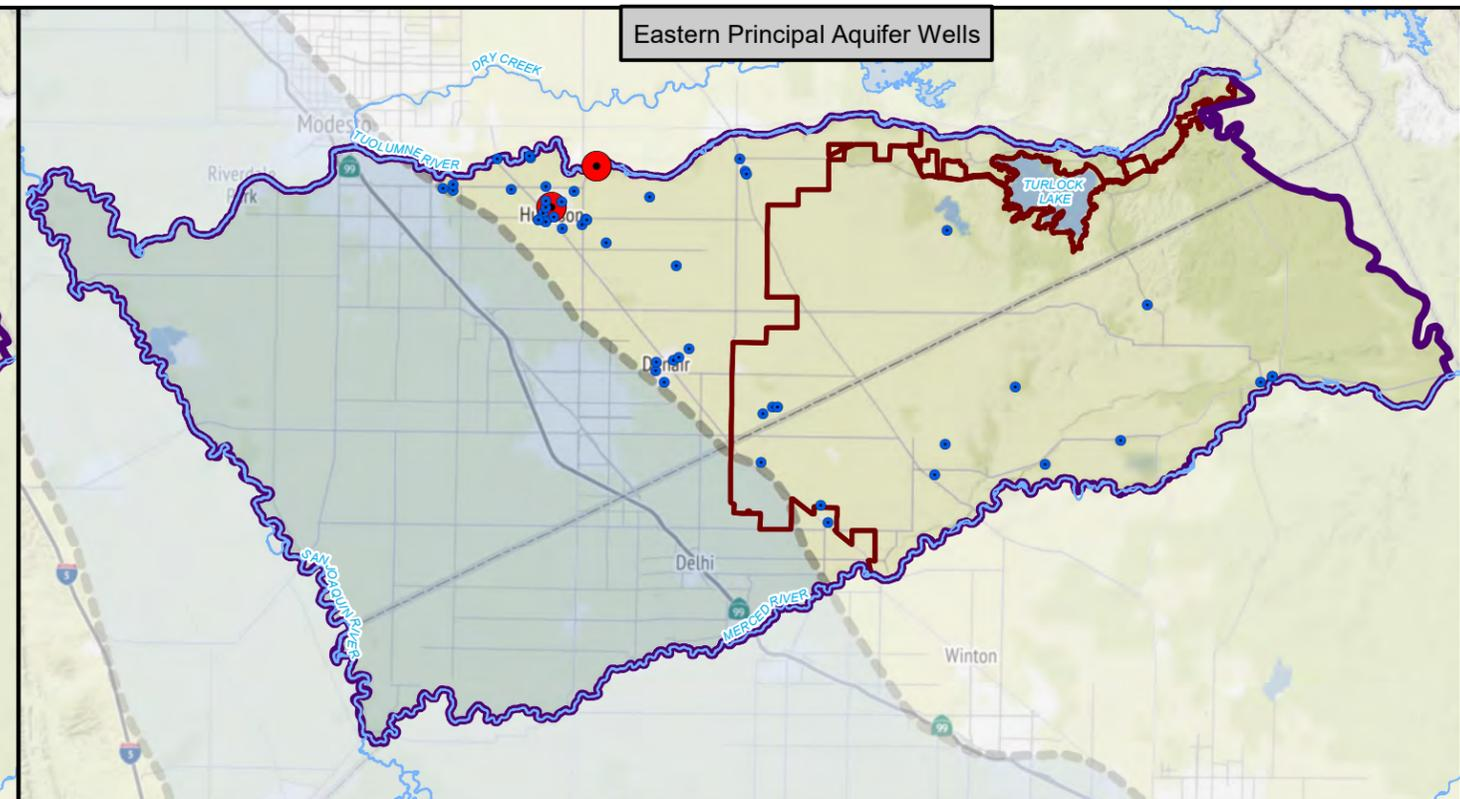 Eastern Principal Aquifer Wells
DRY CREEK
Modesto
TUOLUMNE RIVER
99
Riverdale
Park
TURLOCK
LAKE
Delhi
99
MERCED RIVER
SAN JOAQUIN RIVER
5
Winton
99
5